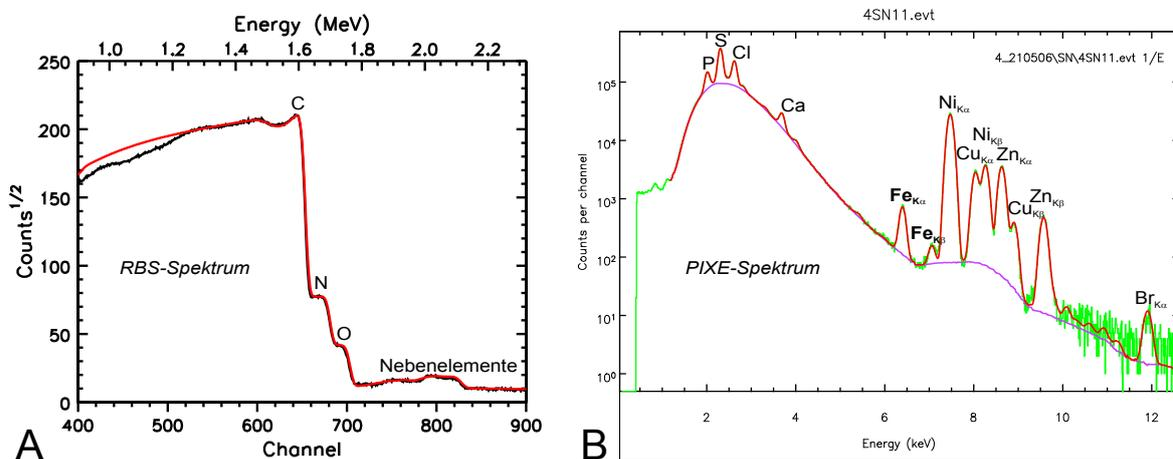 Energy (MeV)
1.0 1.2 1.4 1.6 1.8 2.0 2.2
250
200
150
100
50
0
Counts1/2
C
N
O
RBS-Spektrum
Nebenelemente
400 500 600 700 800 900
Channel
A
4SN11.evt
4_210506\SN\4SN11.evt 1/E
P S Cl
Ca
NiKα
NiKβ
CuKα ZnKα
FeKα
CuKβ ZnKβ
FeKβ
PIXE-Spektrum
BrKα
10⁵
10⁴
10³
10²
10¹
10⁰
Counts per channel
2 4 6 8 10 12
Energy (keV)
B